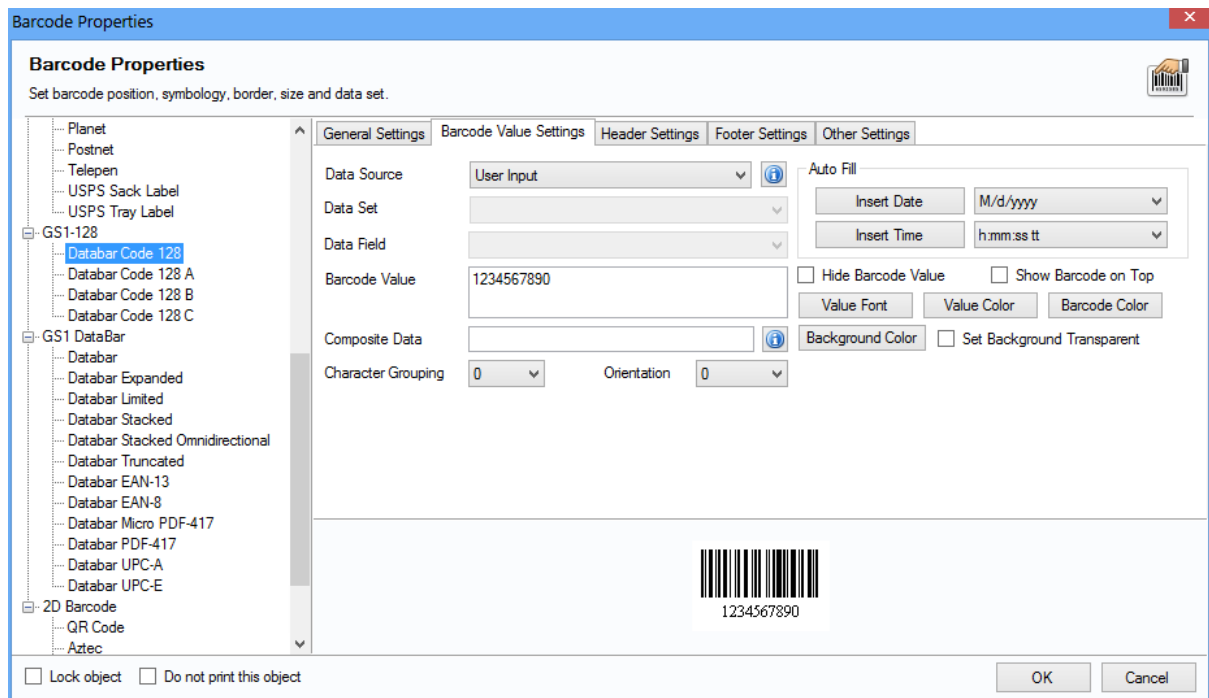 Barcode Properties
Barcode Properties
Set barcode position, symbology, border, size and data set.
Planet
Postnet
Telepen
USPS Sack Label
USPS Tray Label
GS1-128
Databar Code 128
Databar Code 128 A
Databar Code 128 B
Databar Code 128 C
GS1 DataBar
Databar
Databar Expanded
Databar Limited
Databar Stacked
Databar Stacked Omnidirectional
Databar Truncated
Databar EAN-13
Databar EAN-8
Databar Micro PDF-417
Databar PDF-417
Databar UPC-A
Databar UPC-E
2D Barcode
QR Code
Aztec
General Settings Barcode Value Settings Header Settings Footer Settings Other Settings
Data Source User Input
Data Set
Data Field
Barcode Value 1234567890
Composite Data
Character Grouping 0 Orientation 0
Auto Fill
Insert Date M/d/yyyy
Insert Time h:mm:ss tt
Hide Barcode Value Show Barcode on Top
Value Font Value Color Barcode Color
Background Color Set Background Transparent
1234567890
Lock object Do not print this object
OK Cancel